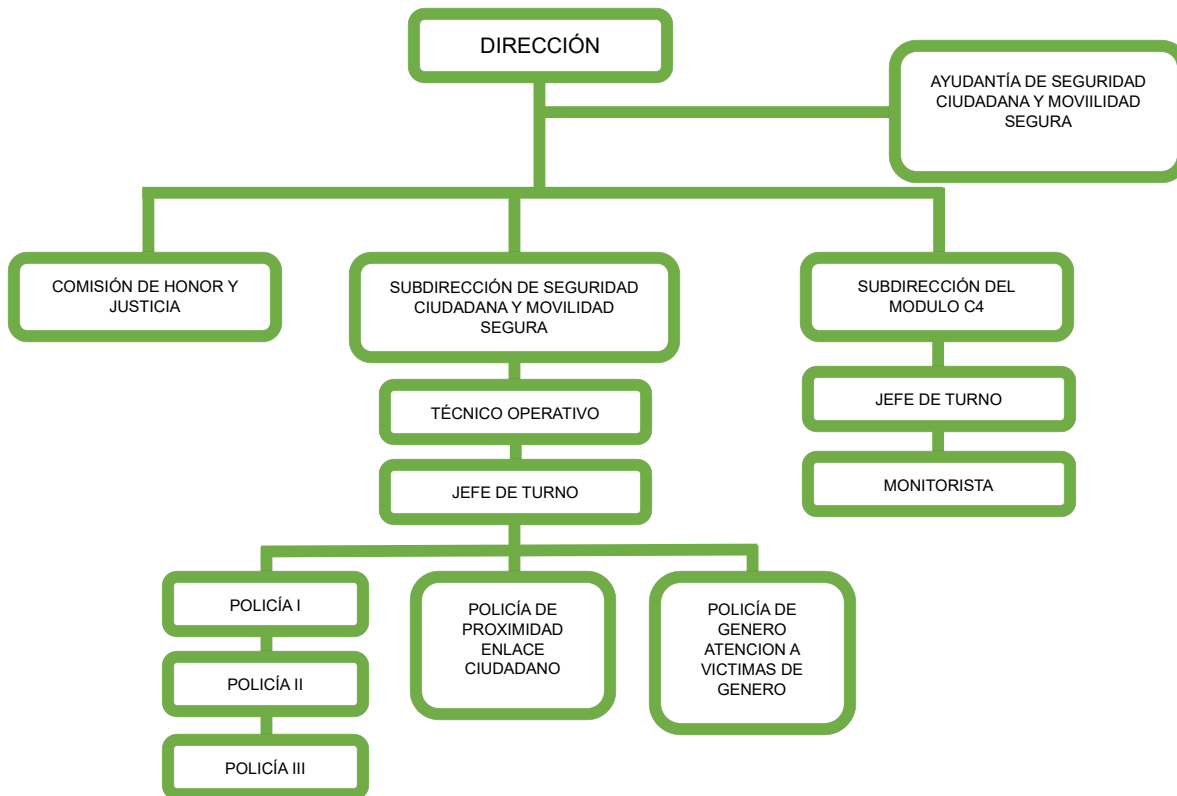 DIRECCIÓN
AYUDANTÍA DE SEGURIDAD
CIUDADANA Y MOVIILIDAD
SEGURA
COMISIÓN DE HONOR Y
JUSTICIA
SUBDIRECCIÓN DE SEGURIDAD
CIUDADANA Y MOVILIDAD
SEGURA
SUBDIRECCIÓN DEL
MODULO C4
TÉCNICO OPERATIVO
JEFE DE TURNO
JEFE DE TURNO
MONITORISTA
POLICÍA I
POLICÍA II
POLICÍA III
POLICÍA DE
PROXIMIDAD
ENLACE
CIUDADANO
POLICÍA DE
GENERO
ATENCION A
VICTIMAS DE
GENERO